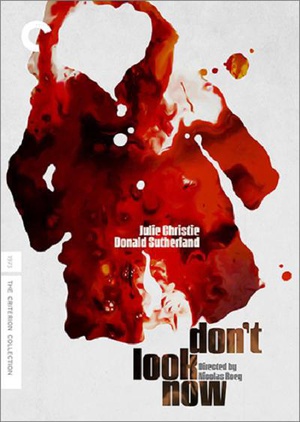 Julie Christie
Donald Sutherland
don't
look
now
Directed by
Nicolas Roeg
THE CRITERION COLLECTION